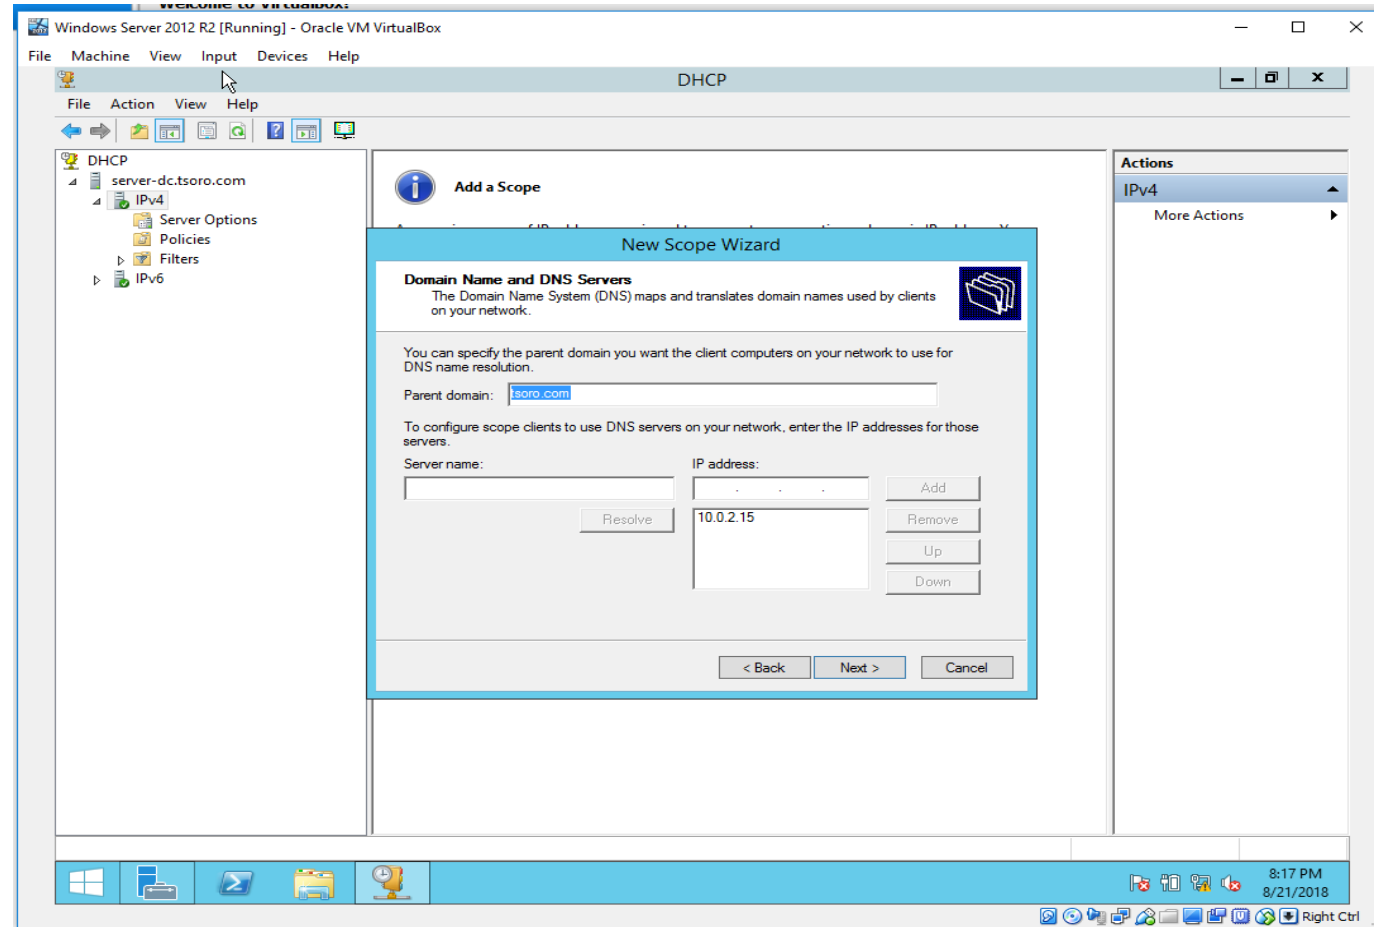 Welcome to VirtualBox!
Windows Server 2012 R2 [Running] - Oracle VM VirtualBox
File Machine View Input Devices Help
DHCP
File Action View Help
DHCP
server-dc.tsoro.com
IPv4
Server Options
Policies
Filters
IPv6
Add a Scope
Actions
IPv4
More Actions
New Scope Wizard
Domain Name and DNS Servers
The Domain Name System (DNS) maps and translates domain names used by clients
on your network.
You can specify the parent domain you want the client computers on your network to use for
DNS name resolution.
Parent domain: tsoro.com
To configure scope clients to use DNS servers on your network, enter the IP addresses for those
servers.
Server name: IP address:
Add
Resolve 10.0.2.15 Remove
Up
Down
< Back Next > Cancel
8:17 PM
8/21/2018
Right Ctrl